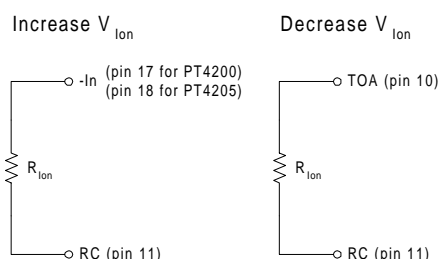 Increase V Ion
-In (pin 17 for PT4200)
(pin 18 for PT4205)
R Ion
RC (pin 11)
Decrease V Ion
TOA (pin 10)
R Ion
RC (pin 11)